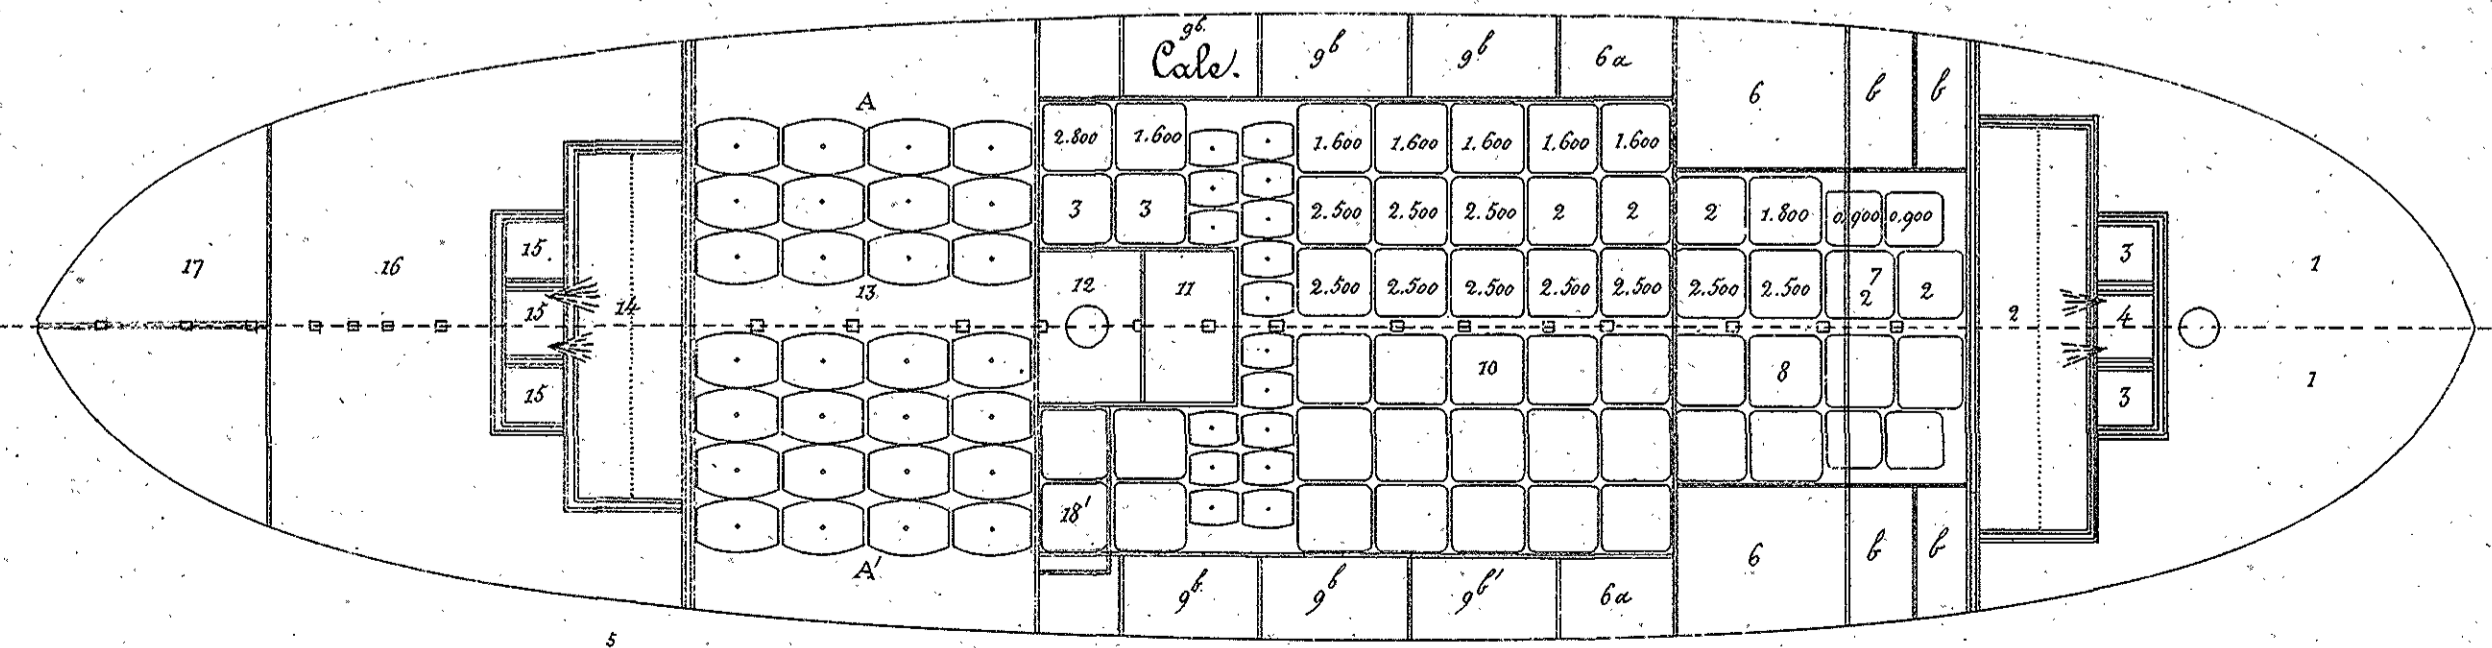 9b.
Cale. 9b 9b 6a
6 b b
A
2.800 1.600 1.600 1.600 1.600 1.600 1.600
3 3 2.500 2.500 2.500 2 2 2 1.800 0,900 0,900
17 16 15. 12 11 3 1
13 2.500 2.500 2.500 2.500 2.500 2.500 2.500 7 2 2
15 14 2 4
10 8
15 3 1
18'
A'
6 b b
9b 9b 9b' 6a
5